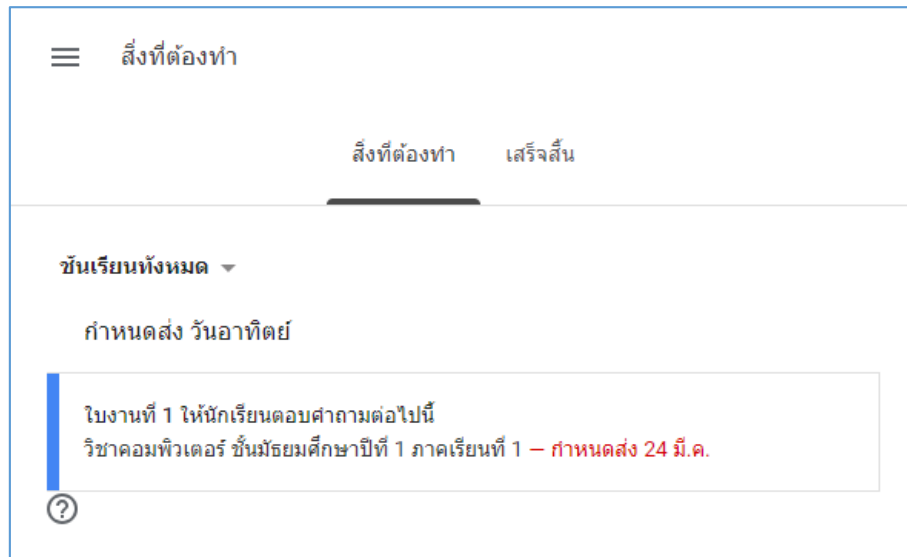 สิ่งที่ต้องทำ
สิ่งที่ต้องทำ เสร็จสิ้น
ชั้นเรียนทั้งหมด
กำหนดส่ง วันอาทิตย์
ใบงานที่ 1 ให้นักเรียนตอบคำถามต่อไปนี้
วิชาคอมพิวเตอร์ ชั้นมัธยมศึกษาปีที่ 1 ภาคเรียนที่ 1 – กำหนดส่ง 24 มี.ค.